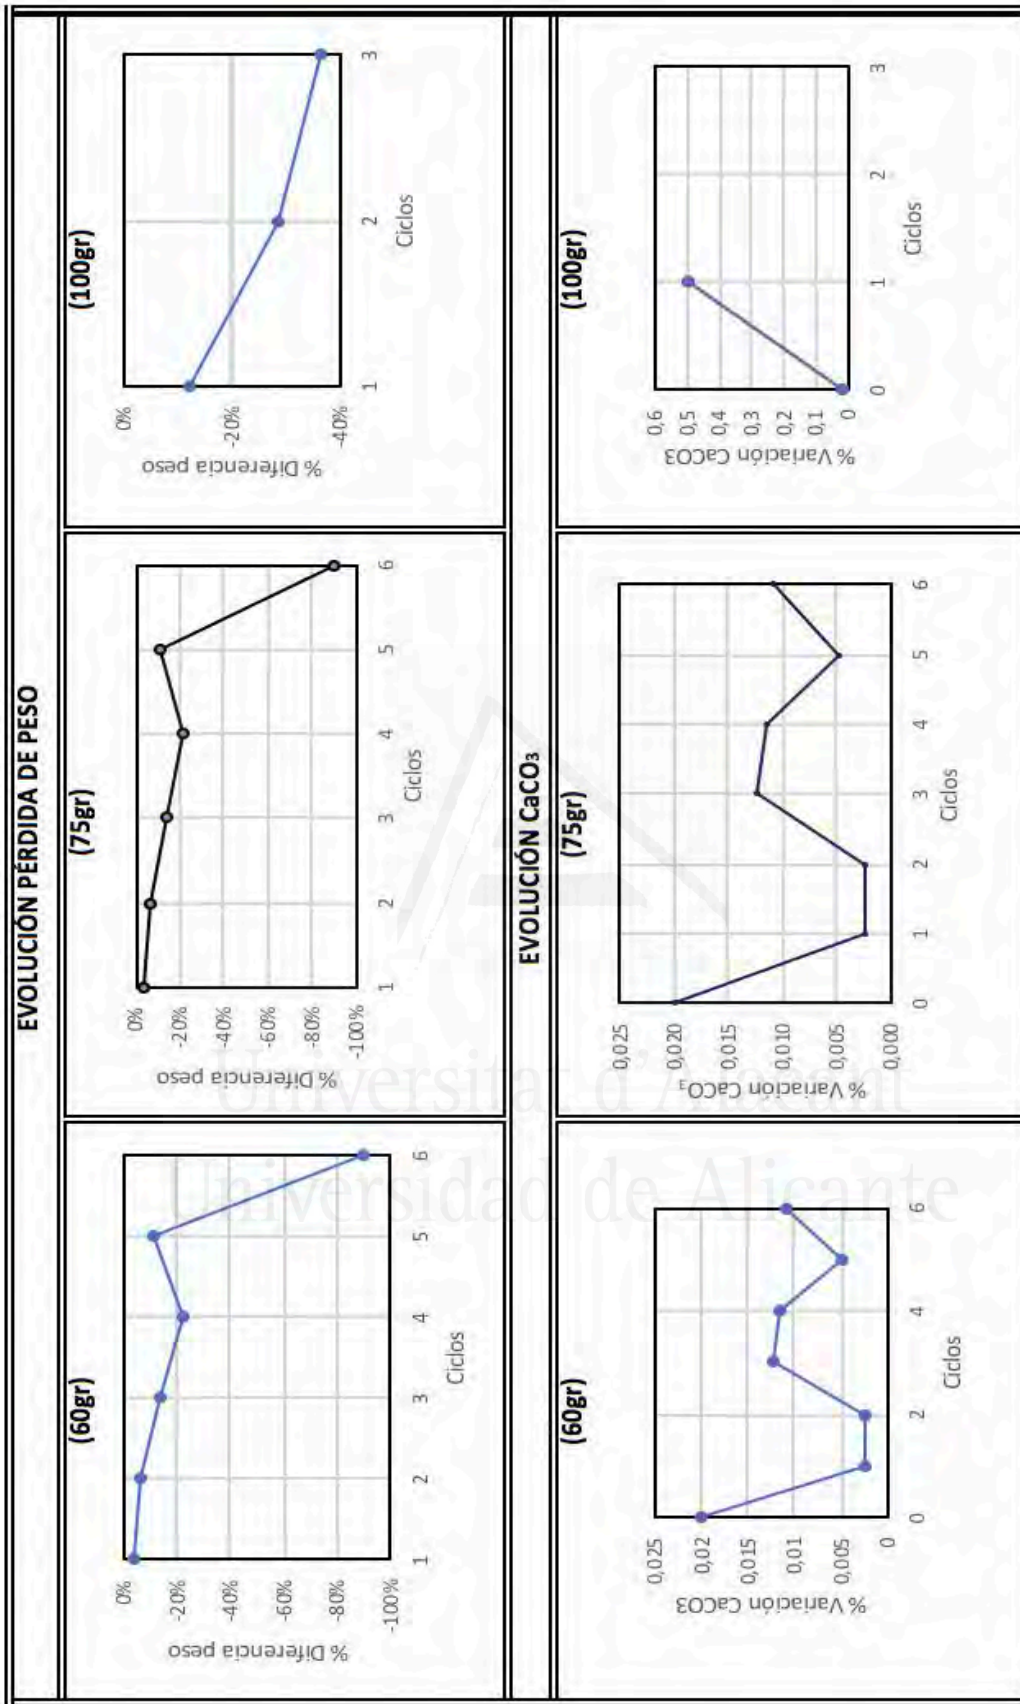 EVOLUCIÓN PÉRDIDA DE PESO
(60gr)
0%
-20%
-40%
-60%
-80%
-100%
% Diferencia peso
1 2 3 4 5 6
Ciclos
(75gr)
0%
-20%
-40%
-60%
-80%
-100%
% Diferencia peso
1 2 3 4 5 6
Ciclos
(100gr)
0%
-20%
-40%
% Diferencia peso
1 2 3
Ciclos
EVOLUCIÓN CaCO₃
(60gr)
0,025
0,02
0,015
0,01
0,005
0
% Variación CaCO3
0 2 4 6
Ciclos
(75gr)
0,025
0,020
0,015
0,010
0,005
0,000
% Variación CaCO₃
0 1 2 3 4 5 6
Ciclos
(100gr)
0,6
0,5
0,4
0,3
0,2
0,1
0
% Variación CaCO3
0 1 2 3
Ciclos
Universitat d'Alacant
Universidad de Alicante